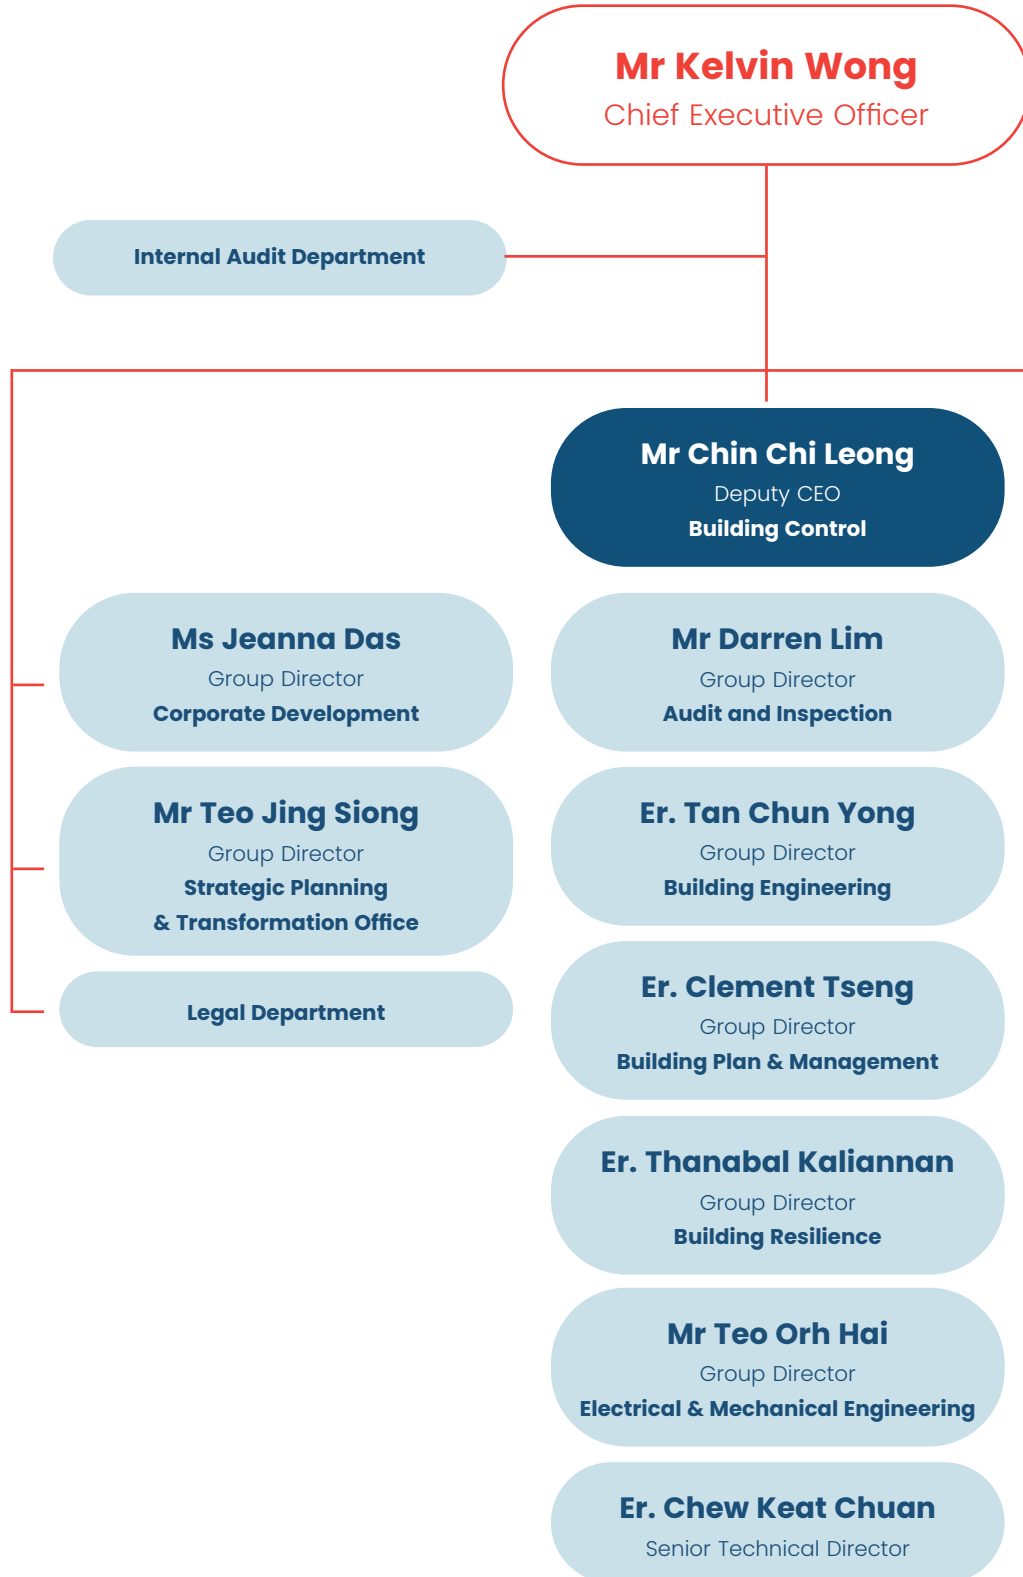 Mr Kelvin Wong
Chief Executive Officer
Internal Audit Department
Mr Chin Chi Leong
Deputy CEO
Building Control
Ms Jeanna Das
Group Director
Corporate Development
Mr Teo Jing Siong
Group Director
Strategic Planning
& Transformation Office
Legal Department
Mr Darren Lim
Group Director
Audit and Inspection
Er. Tan Chun Yong
Group Director
Building Engineering
Er. Clement Tseng
Group Director
Building Plan & Management
Er. Thanabal Kaliannan
Group Director
Building Resilience
Mr Teo Orh Hai
Group Director
Electrical & Mechanical Engineering
Er. Chew Keat Chuan
Senior Technical Director